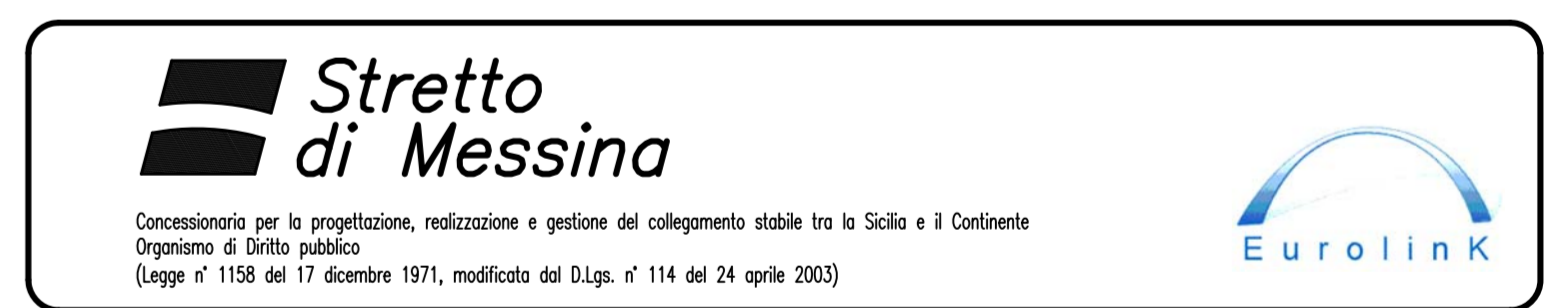 Stretto
di Messina
Concessionaria per la progettazione, realizzazione e gestione del collegamento stabile tra la Sicilia e il Continente
Organismo di Diritto pubblico
(Legge n° 1158 del 17 dicembre 1971, modificata dal D.Lgs. n° 114 del 24 aprile 2003)
EurolinK